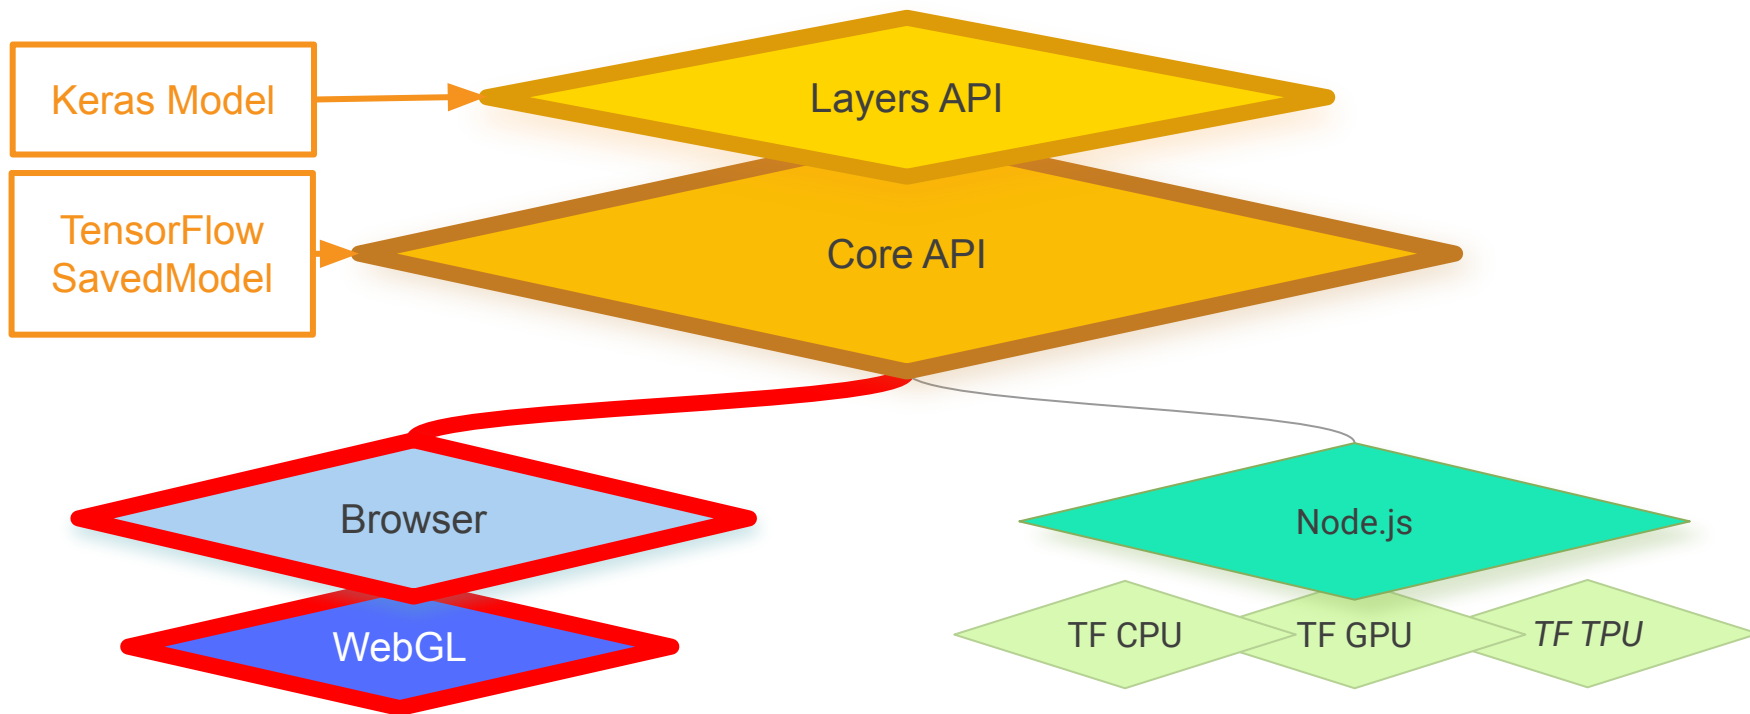 Keras Model
Layers API
TensorFlow
SavedModel
Core API
Browser
Node.js
WebGL
TF CPU
TF GPU
TF TPU